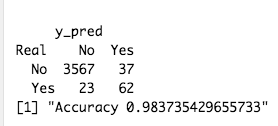 y_pred
Real No Yes
No 3567 37
Yes 23 62
[1] "Accuracy 0.983735429655733"